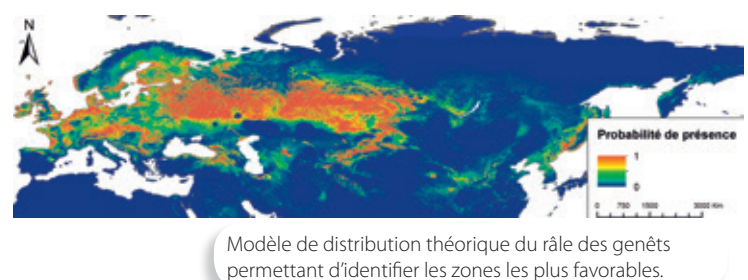 N
Probabilité de présence
1
0
0 750 1500 3000 Km
Modèle de distribution théorique du râle des genêts
permettant d'identifier les zones les plus favorables.